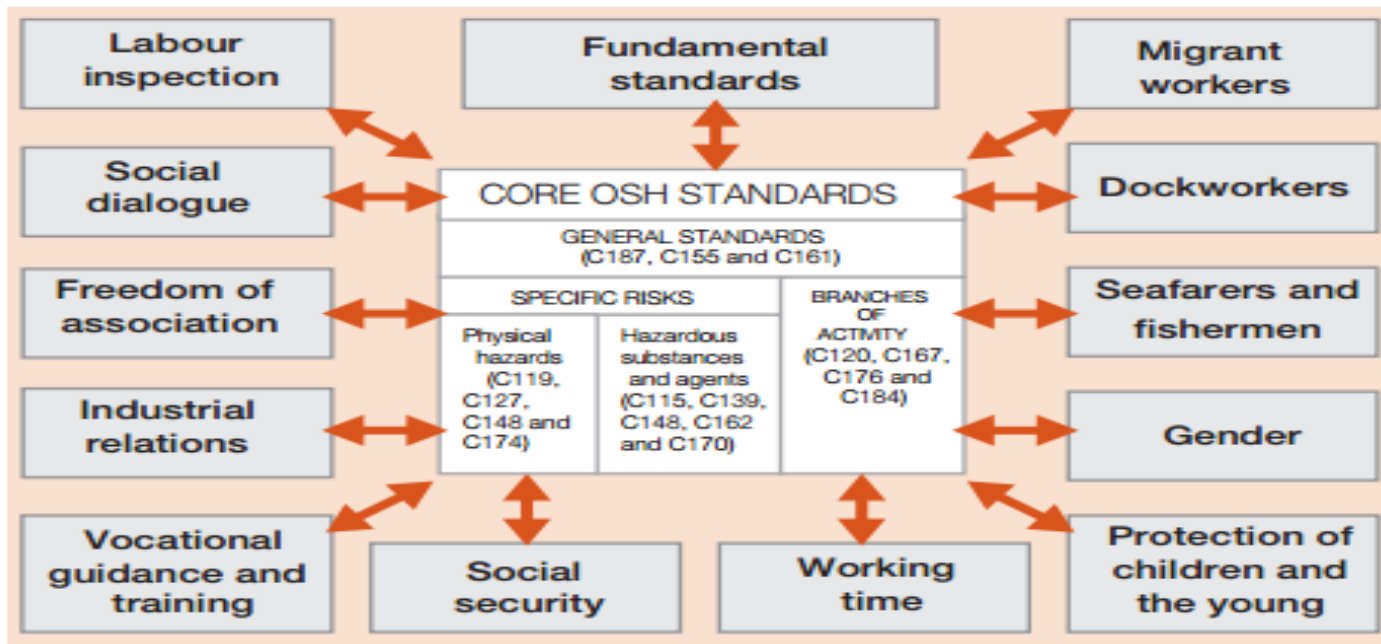 Labour
inspection
Fundamental
standards
Migrant
workers
Social
dialogue
Dockworkers
Freedom of
association
Seafarers and
fishermen
Industrial
relations
Gender
Vocational
guidance and
training
Social
security
Working
time
Protection of
children and
the young
CORE OSH STANDARDS
GENERAL STANDARDS
(C187, C155 and C161)
SPECIFIC RISKS
Physical
hazards
(C119,
C127,
C148 and
C174)
Hazardous
substances
and agents
(C115, C139,
C148, C162
and C170)
BRANCHES
OF
ACTIVITY
(C120, C167,
C176 and
C184)